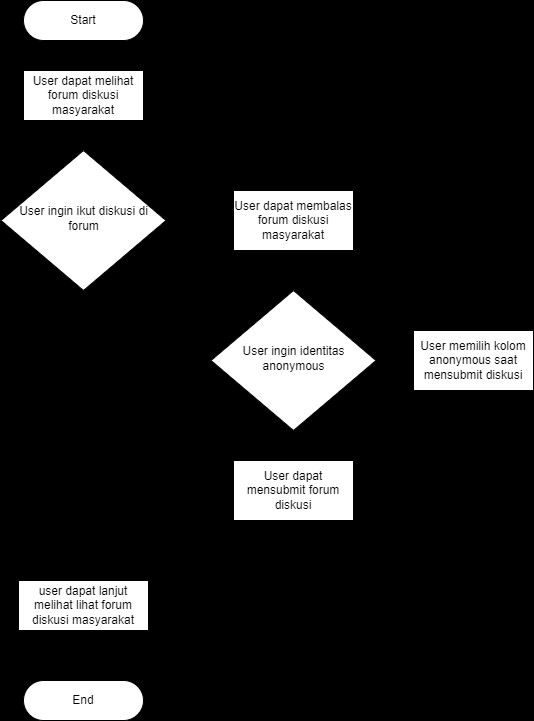 Start
User dapat melihat
forum diskusi
masyarakat
User ingin ikut diskusi di
forum
User dapat membalas
forum diskusi
masyarakat
User ingin identitas
anonymous
User memilih kolom
anonymous saat
mensubmit diskusi
User dapat
mensubmit forum
diskusi
user dapat lanjut
melihat lihat forum
diskusi masyarakat
End